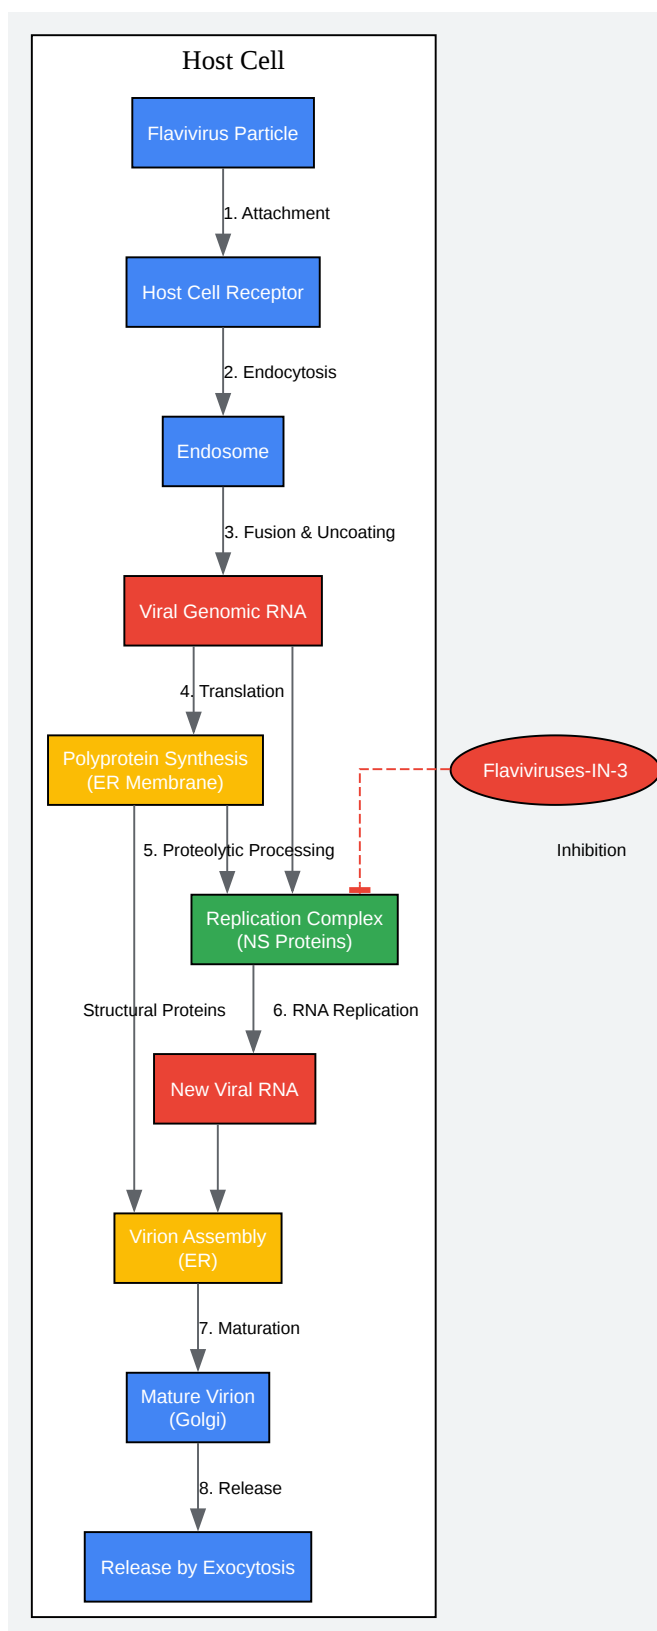 Host Cell
Flavivirus Particle
1. Attachment
Host Cell Receptor
2. Endocytosis
Endosome
3. Fusion & Uncoating
Viral Genomic RNA
4. Translation
Polyprotein Synthesis
(ER Membrane)
Flaviviruses-IN-3
5. Proteolytic Processing
Inhibition
Replication Complex
(NS Proteins)
Structural Proteins
6. RNA Replication
New Viral RNA
Virion Assembly
(ER)
7. Maturation
Mature Virion
(Golgi)
8. Release
Release by Exocytosis